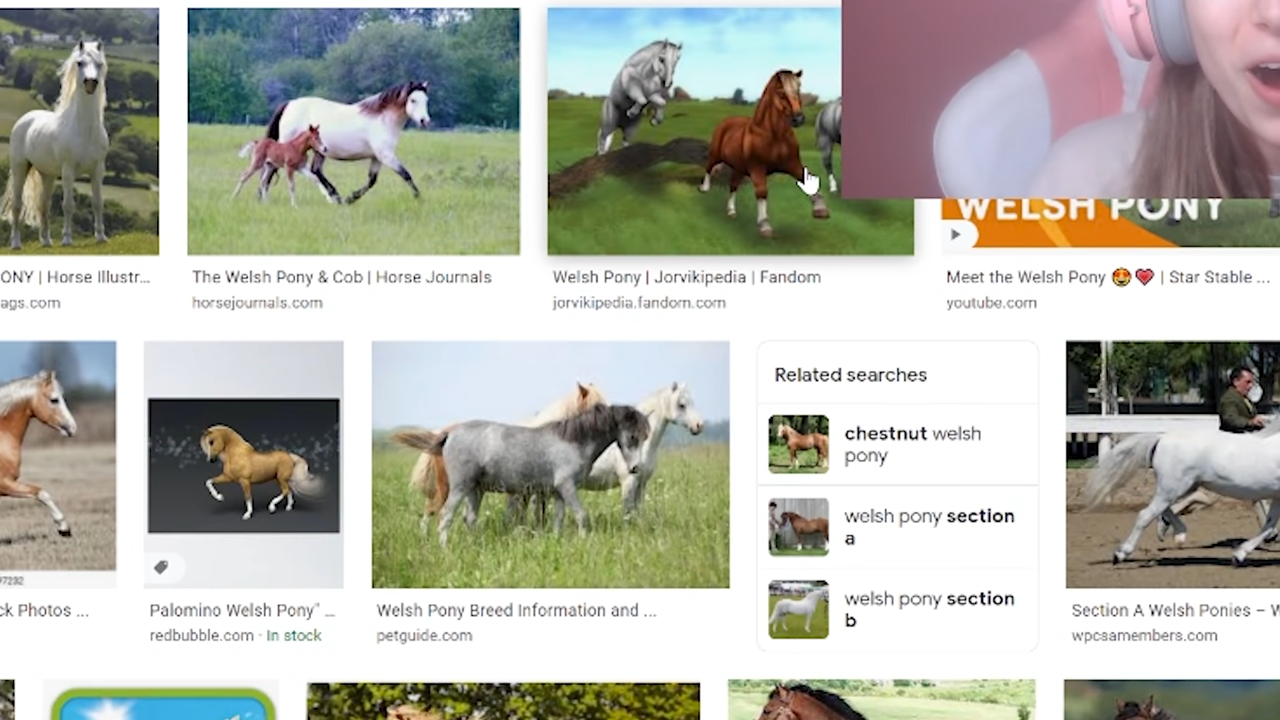 WELSH PONY
ONY | Horse Illustr...
ags.com
The Welsh Pony & Cob | Horse Journals
horsejournals.com
Welsh Pony | Jorvikipedia | Fandom
jorvikipedia.fandom.com
Meet the Welsh Pony 🤩❤️ | Star Stable ...
youtube.com
Related searches
chestnut welsh
pony
welsh pony section
a
welsh pony section
b
97232
ck Photos ...
Palomino Welsh Pony" ...
redbubble.com · In stock
Welsh Pony Breed Information and ...
petguide.com
Section A Welsh Ponies – W
wpcsamembers.com